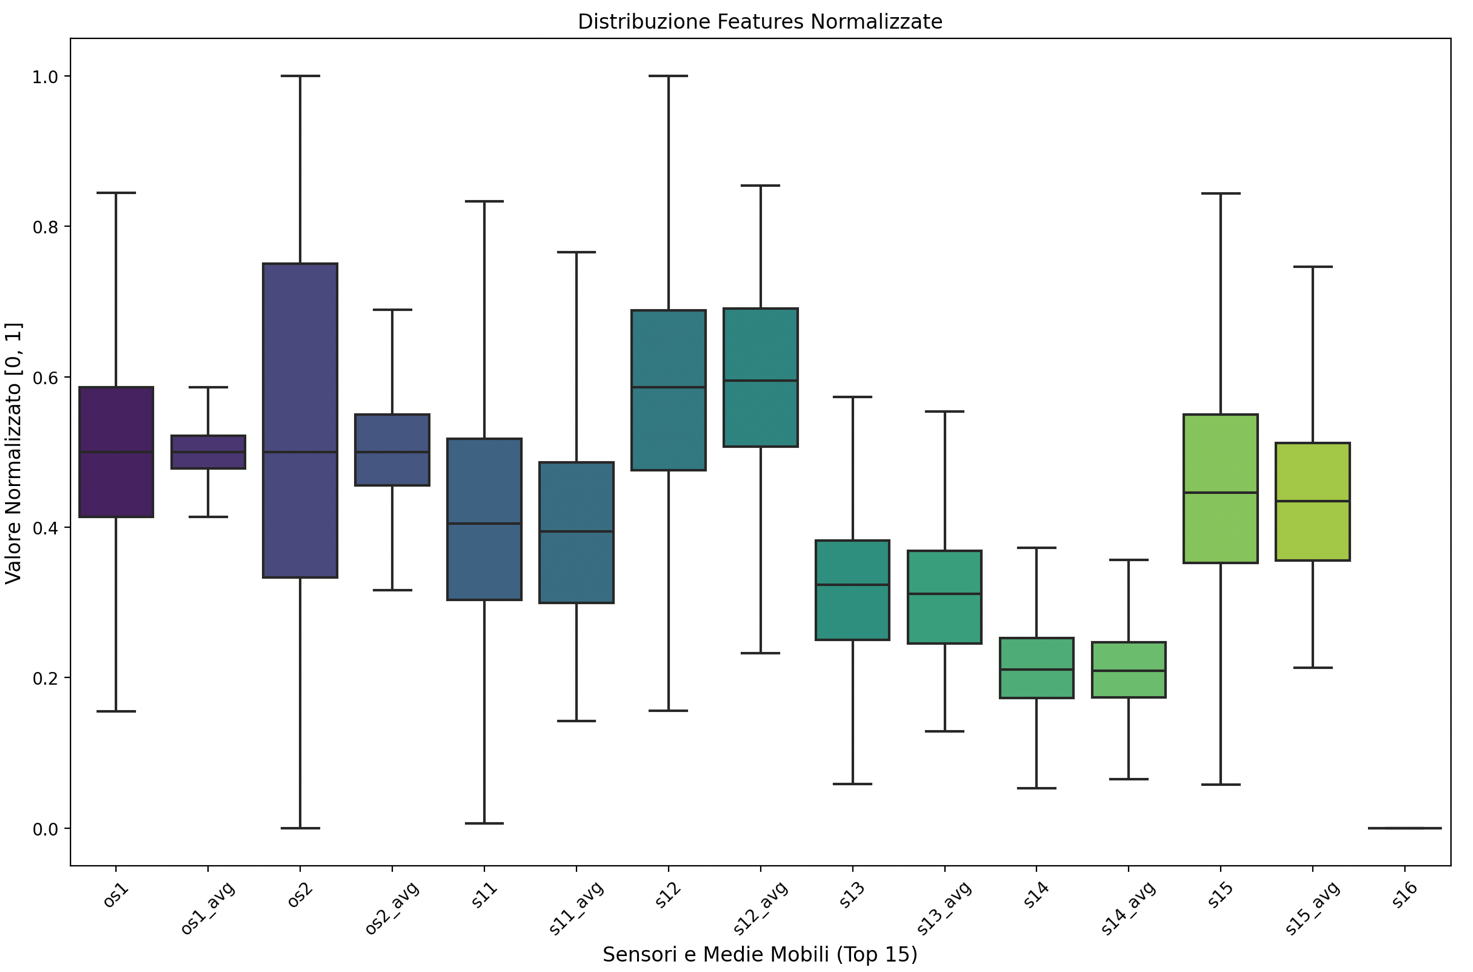 Distribuzione Features Normalizzate
Valore Normalizzato [0, 1]
1.0
0.8
0.6
0.4
0.2
0.0
os1
os1_avg
os2
os2_avg
s11
s11_avg
s12
s12_avg
s13
s13_avg
s14
s14_avg
s15
s15_avg
s16
Sensori e Medie Mobili (Top 15)